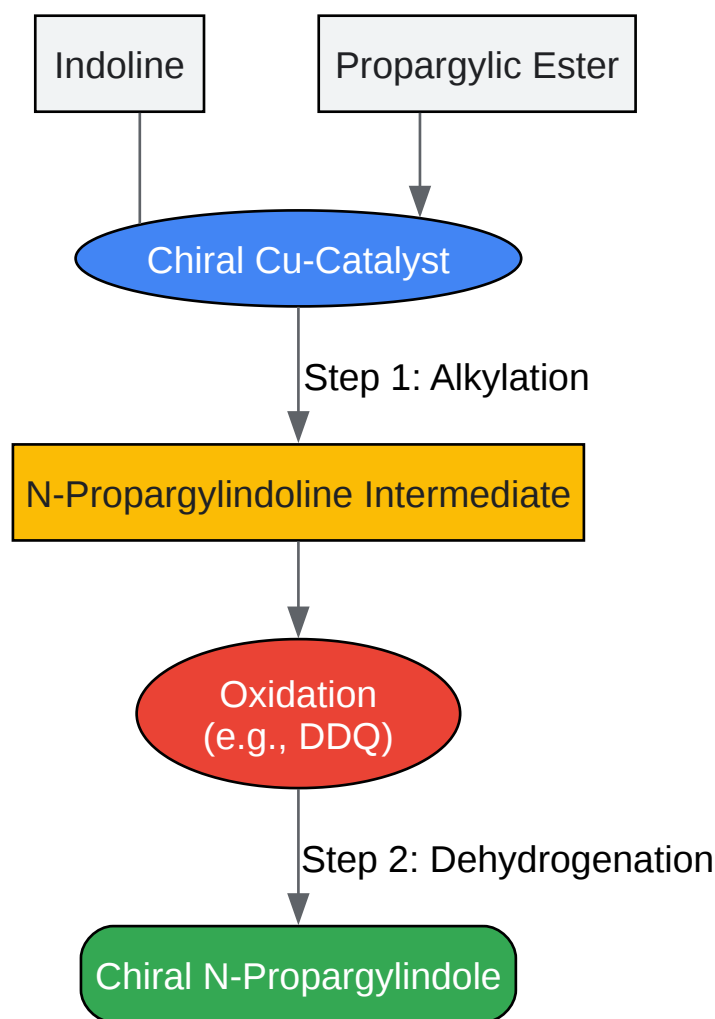 Indoline
Propargylic Ester
Chiral Cu-Catalyst
Step 1: Alkylation
N-Propargylindoline Intermediate
Oxidation
(e.g., DDQ)
Step 2: Dehydrogenation
Chiral N-Propargylindole